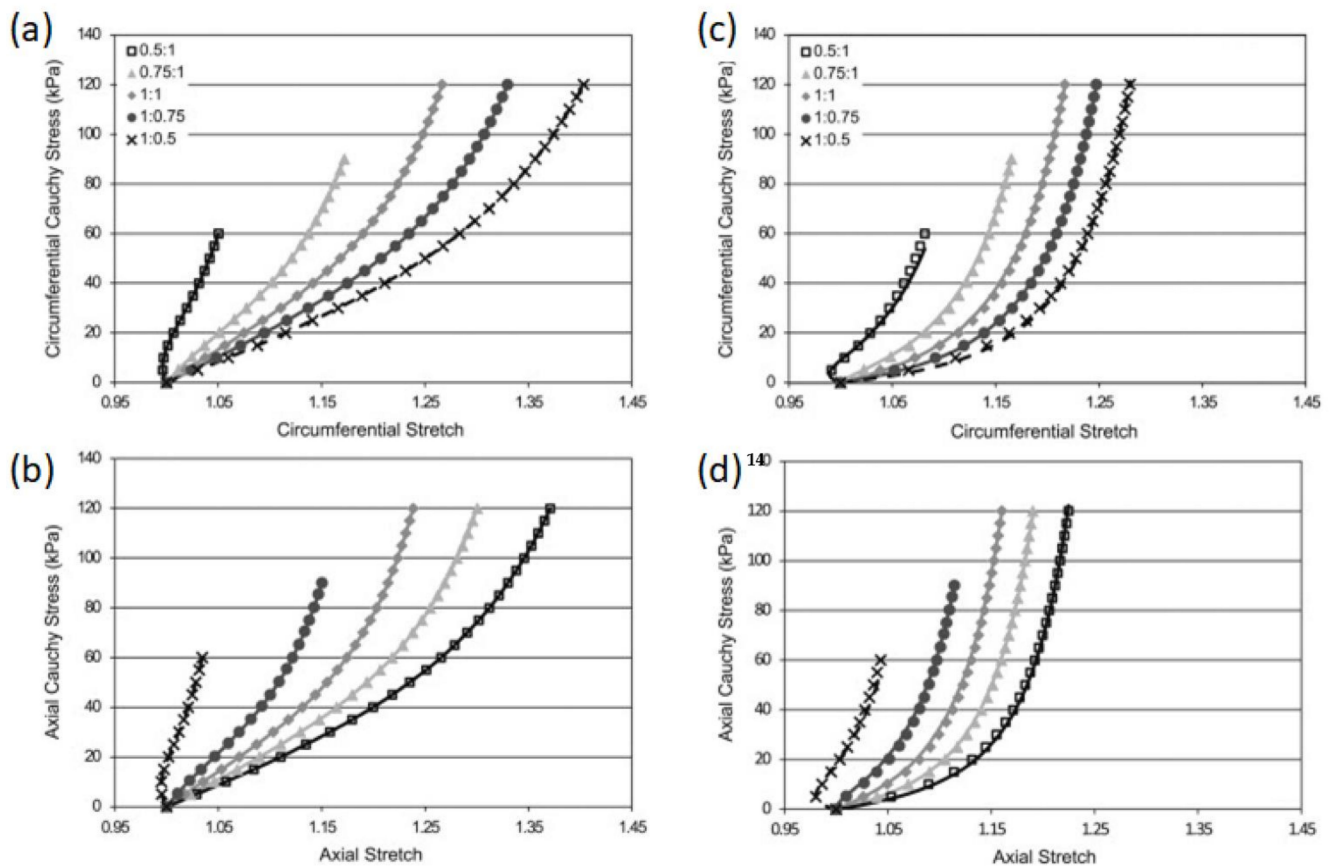 (a)
140
120
100
80
60
40
20
0
0.5:1
0.75:1
1:1
1:0.75
1:0.5
Circumferential Cauchy Stress (kPa)
0.95 1.05 1.15 1.25 1.35 1.45
Circumferential Stretch
(c)
140
120
100
80
60
40
20
0
0.5:1
0.75:1
1:1
1:0.75
1:0.5
Circumferential Cauchy Stress (kPa)
0.95 1.05 1.15 1.25 1.35 1.45
Circumferential Stretch
(b)
140
120
100
80
60
40
20
0
Axial Cauchy Stress (kPa)
0.95 1.05 1.15 1.25 1.35 1.45
Axial Stretch
(d)
140
120
100
80
60
40
20
0
Axial Cauchy Stress (kPa)
0.95 1.05 1.15 1.25 1.35 1.45
Axial Stretch